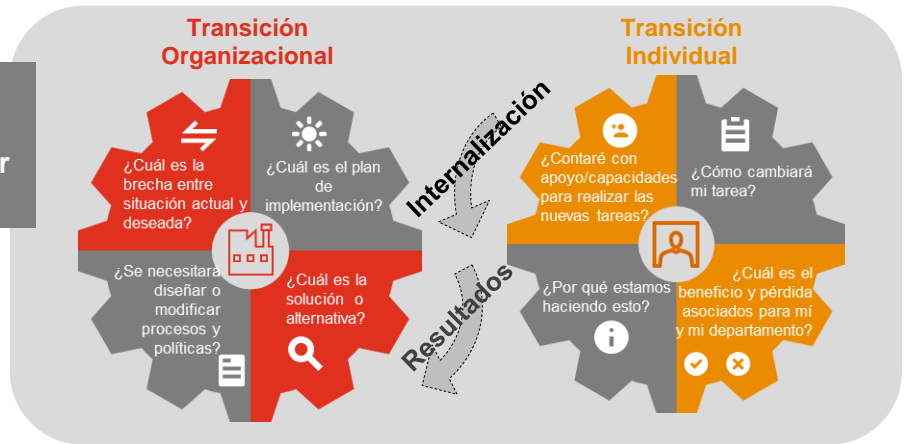 Transición
Organizacional
¿Cuál es la
brecha entre
situación actual y
deseada?
¿Cuál es el plan
de
implementación?
¿Se necesitará
diseñar o
modificar
procesos y
políticas?
¿Cuál es la
solución o
alternativa?
Internalización
Resultados
Transición
Individual
¿Contaré con
apoyo/capacidades
para realizar las
nuevas tareas?
¿Cómo cambiará
mi tarea?
¿Por qué estamos
haciendo esto?
¿Cuál es el
beneficio y pérdida
asociados para mí
y mi departamento?